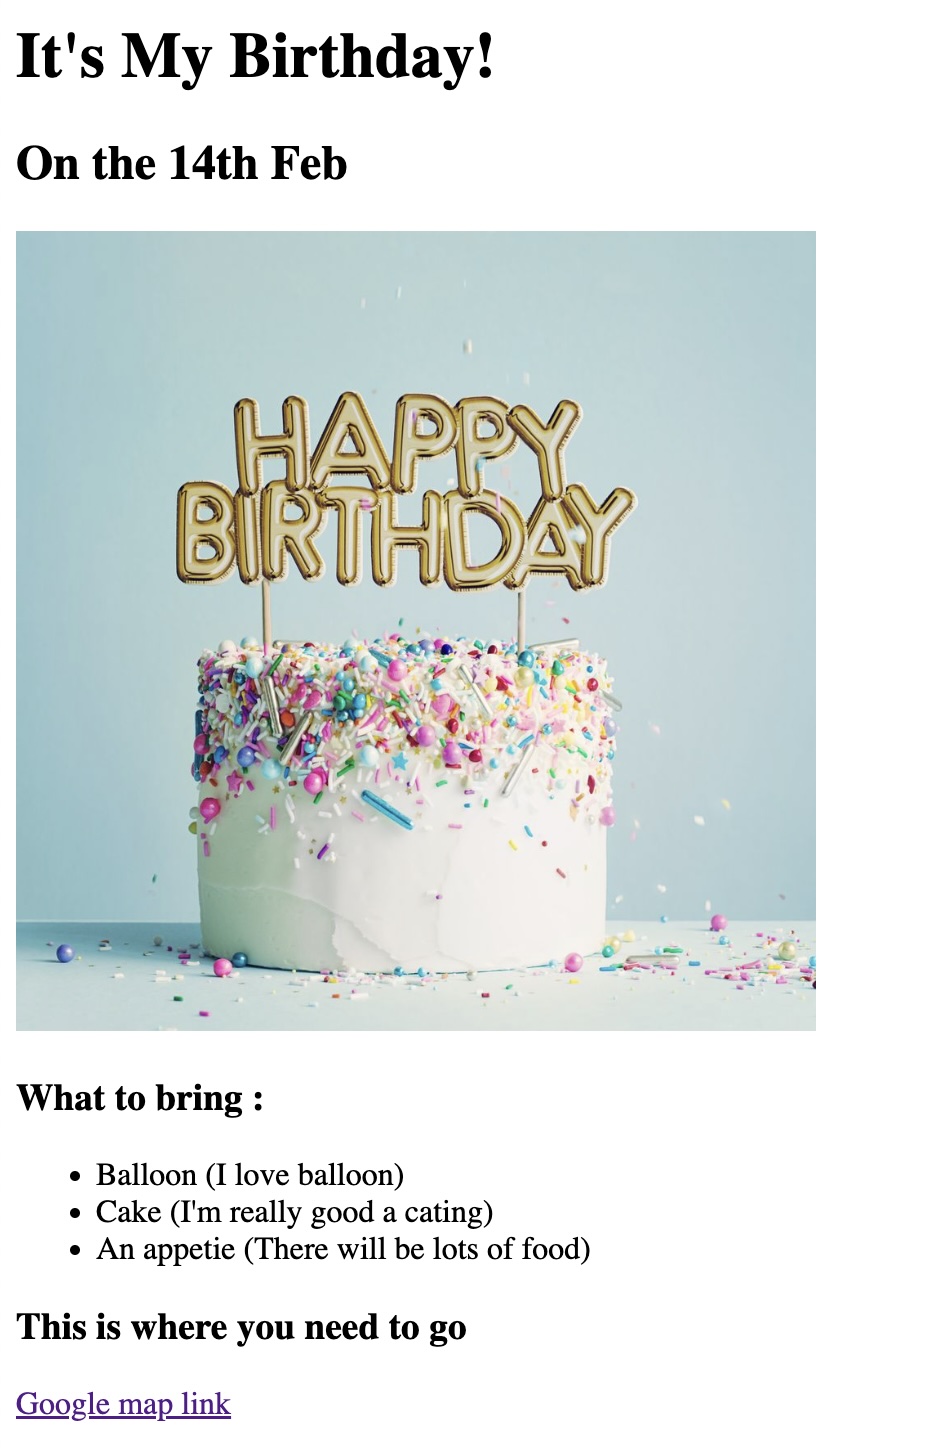 It's My Birthday!
On the 14th Feb
HAPPY
BIRTHDAY
What to bring :
Balloon (I love balloon)
Cake (I'm really good a cating)
An appetie (There will be lots of food)
This is where you need to go
Google map link